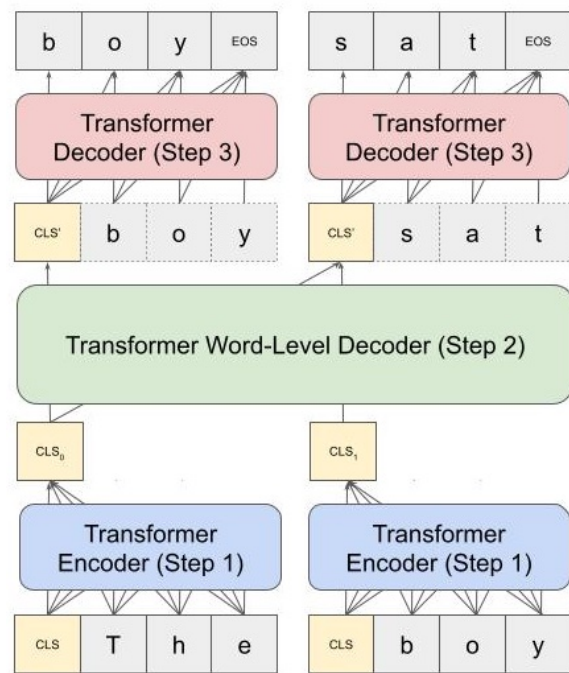 b o y EOS s a t EOS
Transformer Decoder (Step 3)
Transformer Decoder (Step 3)
CLS' b o y CLS' s a t
Transformer Word-Level Decoder (Step 2)
CLS₀ CLS₁
Transformer Encoder (Step 1)
Transformer Encoder (Step 1)
CLS T h e CLS b o y